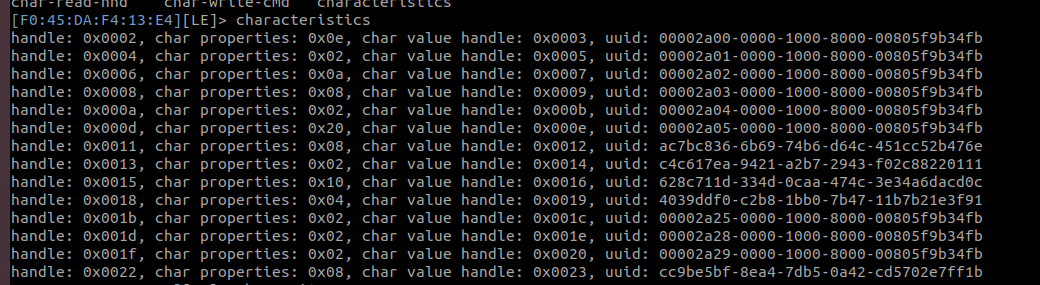 char-read-hnd char-write-cmd characteristics
[F0:45:DA:F4:13:E4][LE]> characteristics
handle: 0x0002, char properties: 0x0e, char value handle: 0x0003, uuid: 00002a00-0000-1000-8000-00805f9b34fb
handle: 0x0004, char properties: 0x02, char value handle: 0x0005, uuid: 00002a01-0000-1000-8000-00805f9b34fb
handle: 0x0006, char properties: 0x0a, char value handle: 0x0007, uuid: 00002a02-0000-1000-8000-00805f9b34fb
handle: 0x0008, char properties: 0x08, char value handle: 0x0009, uuid: 00002a03-0000-1000-8000-00805f9b34fb
handle: 0x000a, char properties: 0x02, char value handle: 0x000b, uuid: 00002a04-0000-1000-8000-00805f9b34fb
handle: 0x000d, char properties: 0x20, char value handle: 0x000e, uuid: 00002a05-0000-1000-8000-00805f9b34fb
handle: 0x0011, char properties: 0x08, char value handle: 0x0012, uuid: ac7bc836-6b69-74b6-d64c-451cc52b476e
handle: 0x0013, char properties: 0x02, char value handle: 0x0014, uuid: c4c617ea-9421-a2b7-2943-f02c88220111
handle: 0x0015, char properties: 0x10, char value handle: 0x0016, uuid: 628c711d-334d-0caa-474c-3e34a6dacd0c
handle: 0x0018, char properties: 0x04, char value handle: 0x0019, uuid: 4039ddf0-c2b8-1bb0-7b47-11b7b21e3f91
handle: 0x001b, char properties: 0x02, char value handle: 0x001c, uuid: 00002a25-0000-1000-8000-00805f9b34fb
handle: 0x001d, char properties: 0x02, char value handle: 0x001e, uuid: 00002a28-0000-1000-8000-00805f9b34fb
handle: 0x001f, char properties: 0x02, char value handle: 0x0020, uuid: 00002a29-0000-1000-8000-00805f9b34fb
handle: 0x0022, char properties: 0x08, char value handle: 0x0023, uuid: cc9be5bf-8ea4-7db5-0a42-cd5702e7ff1b